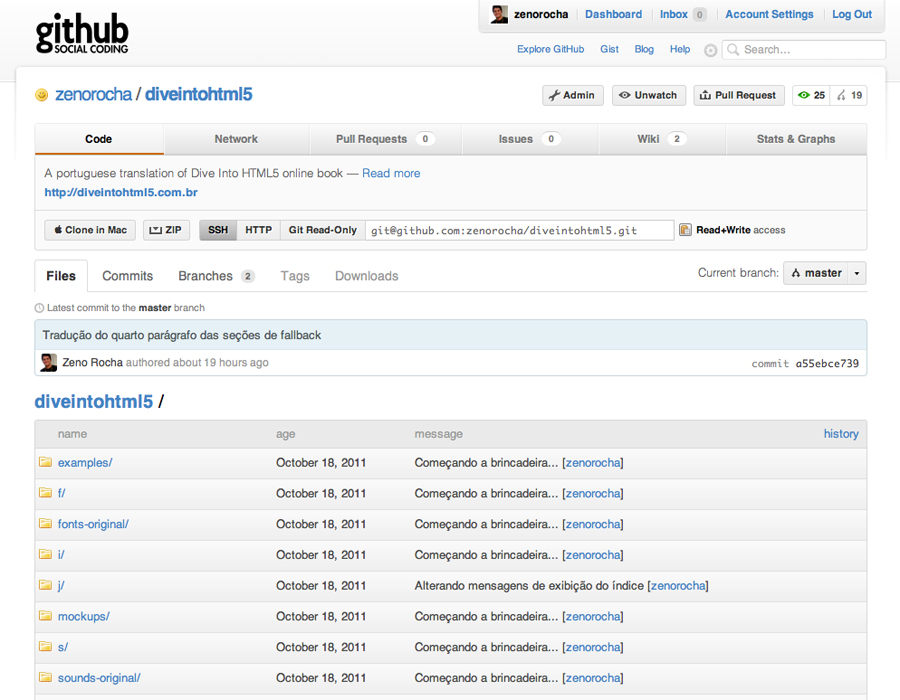 github
SOCIAL CODING
zenorocha Dashboard Inbox 0 Account Settings Log Out
Explore GitHub Gist Blog Help Search...
zenorocha / diveintohtml5 Admin Unwatch Pull Request 25 19
Code Network Pull Requests 0 Issues 0 Wiki 2 Stats & Graphs
A portuguese translation of Dive Into HTML5 online book — Read more
http://diveintohtml5.com.br
Clone in Mac ZIP SSH HTTP Git Read-Only git@github.com:zenorocha/diveintohtml5.git Read+Write access
Files Commits Branches 2 Tags Downloads Current branch: master
Latest commit to the master branch
Tradução do quarto parágrafo das seções de fallback
Zeno Rocha authored about 19 hours ago commit a55ebce739
diveintohtml5 /
name age message history
examples/ October 18, 2011 Começando a brincadeira... [zenorocha]
f/ October 18, 2011 Começando a brincadeira... [zenorocha]
fonts-original/ October 18, 2011 Começando a brincadeira... [zenorocha]
i/ October 18, 2011 Começando a brincadeira... [zenorocha]
j/ October 18, 2011 Alterando mensagens de exibição do índice [zenorocha]
mockups/ October 18, 2011 Começando a brincadeira... [zenorocha]
s/ October 18, 2011 Começando a brincadeira... [zenorocha]
sounds-original/ October 18, 2011 Começando a brincadeira... [zenorocha]